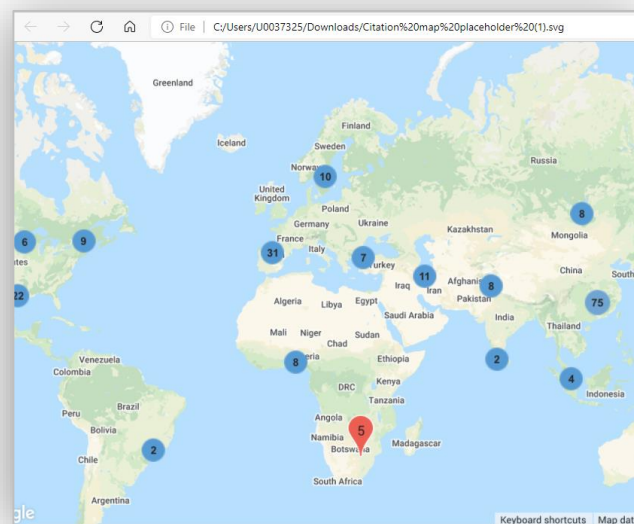 File C:/Users/U0037325/Downloads/Citation%20map%20placeholder%20(1).svg
Greenland
Iceland
Finland
Sweden
Norway
Russia
10
United
Kingdom
Poland
8
Germany
Ukraine
Kazakhstan
Mongolia
6
9
France
31
Italy
7
Turkey
11
Iraq
Iran
Afghanis
8
Pakistan
China
South
22
75
Algeria
Libya
Egypt
Saudi Arabia
India
Thailand
Mali
Niger
Chad
Sudan
8
eria
Ethiopia
2
Venezuela
Colombia
DRC
Kenya
4
Indonesia
Tanzania
Brazil
Peru
Bolivia
Angola
Namibia
5
Botswana
Madagascar
2
Chile
South Africa
Argentina
gle
Keyboard shortcuts
Map dat